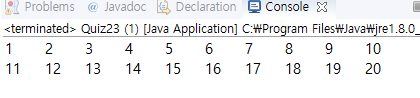 Problems @ Javadoc Declaration Console
<terminated> Quiz23 (1) [Java Application] C:₩Program Files₩Java₩jre1.8.0_
1 2 3 4 5 6 7 8 9 10
11 12 13 14 15 16 17 18 19 20